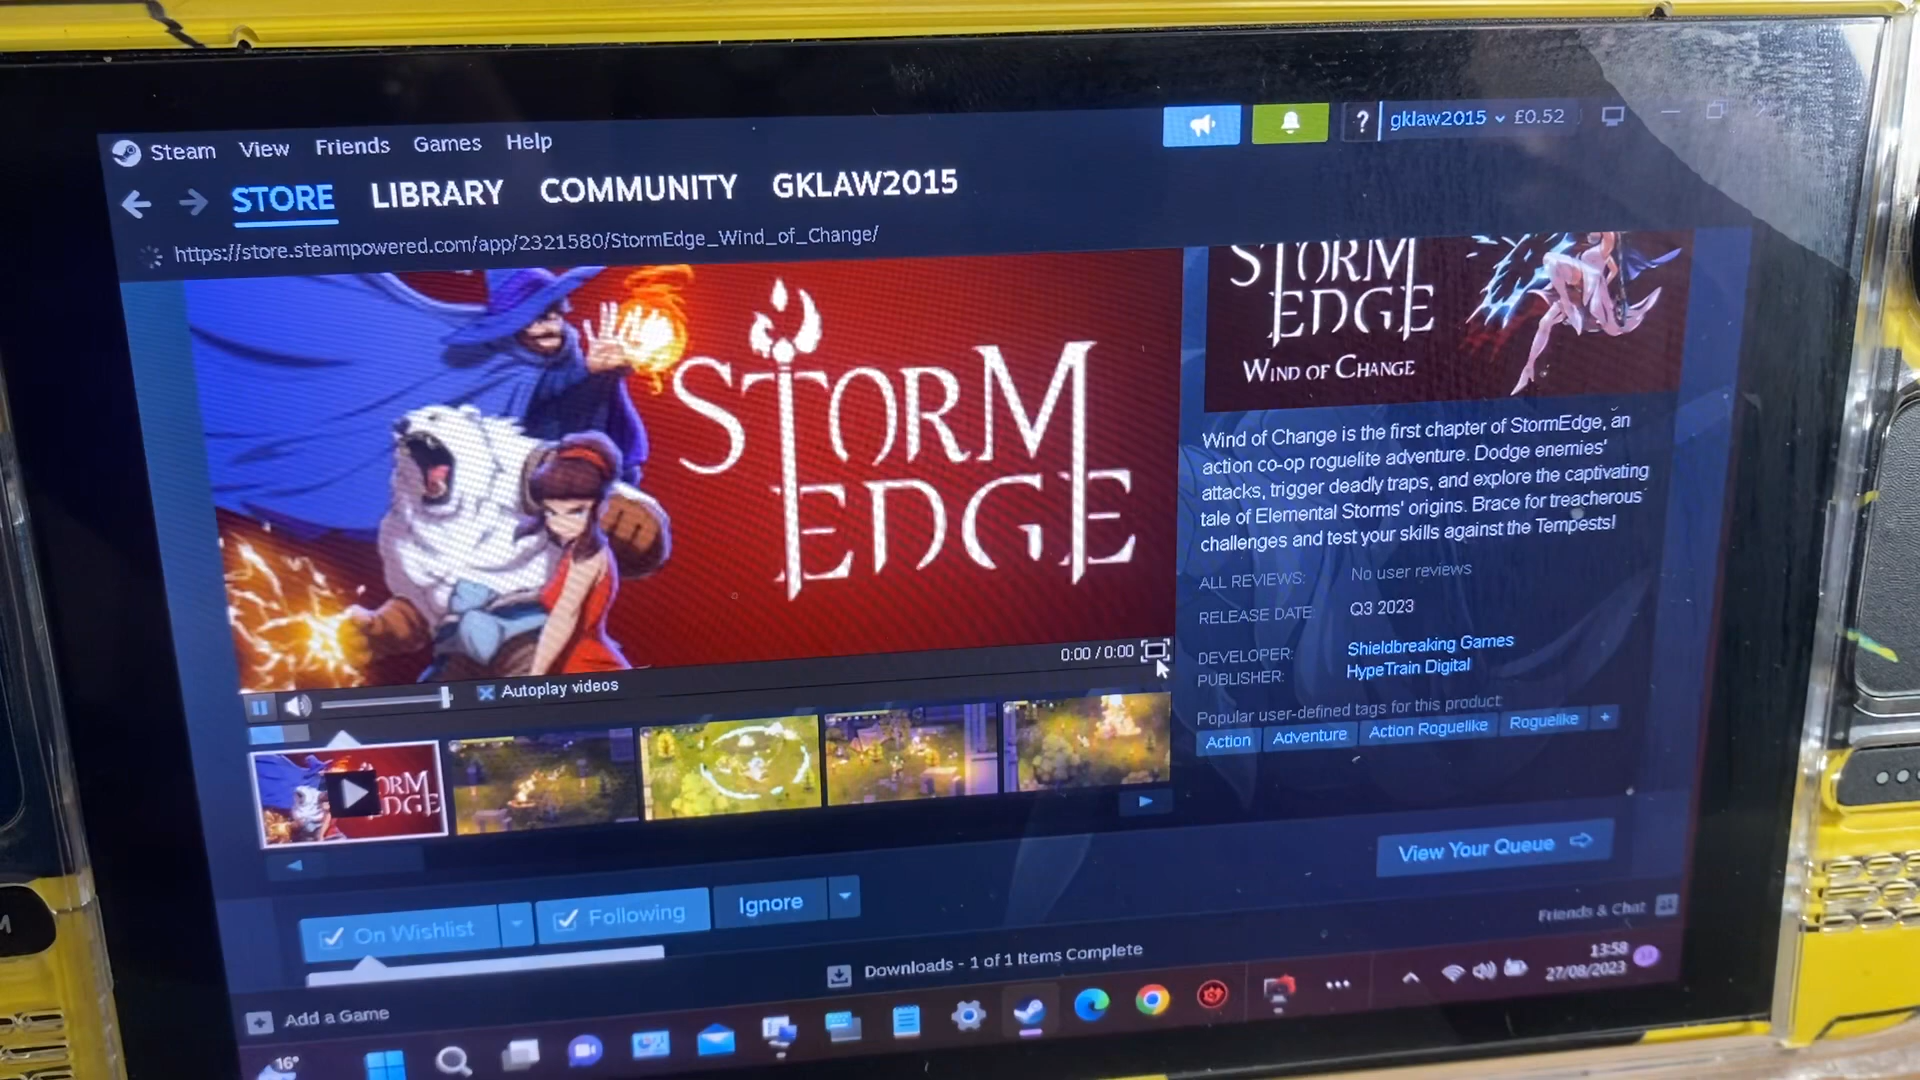 Steam View Friends Games Help
? gklaw2015 £0.52
STORE LIBRARY COMMUNITY GKLAW2015
https://store.steampowered.com/app/2321580/StormEdge_Wind_of_Change/
STORM
EDGE
STORM
EDGE
WIND OF CHANGE
Wind of Change is the first chapter of StormEdge, an
action co-op roguelite adventure. Dodge enemies'
attacks, trigger deadly traps, and explore the captivating
tale of Elemental Storms' origins. Brace for treacherous
challenges and test your skills against the Tempests!
ALL REVIEWS: No user reviews
RELEASE DATE: Q3 2023
DEVELOPER: Shieldbreaking Games
PUBLISHER: HypeTrain Digital
Popular user-defined tags for this product:
Action Adventure Action Roguelike Roguelike +
0:00 / 0:00
Autoplay videos
ORM
DGE
View Your Queue
On Wishlist Following Ignore
Friends & Chat
Downloads - 1 of 1 Items Complete
Add a Game
13:58
27/08/2023
16°
M